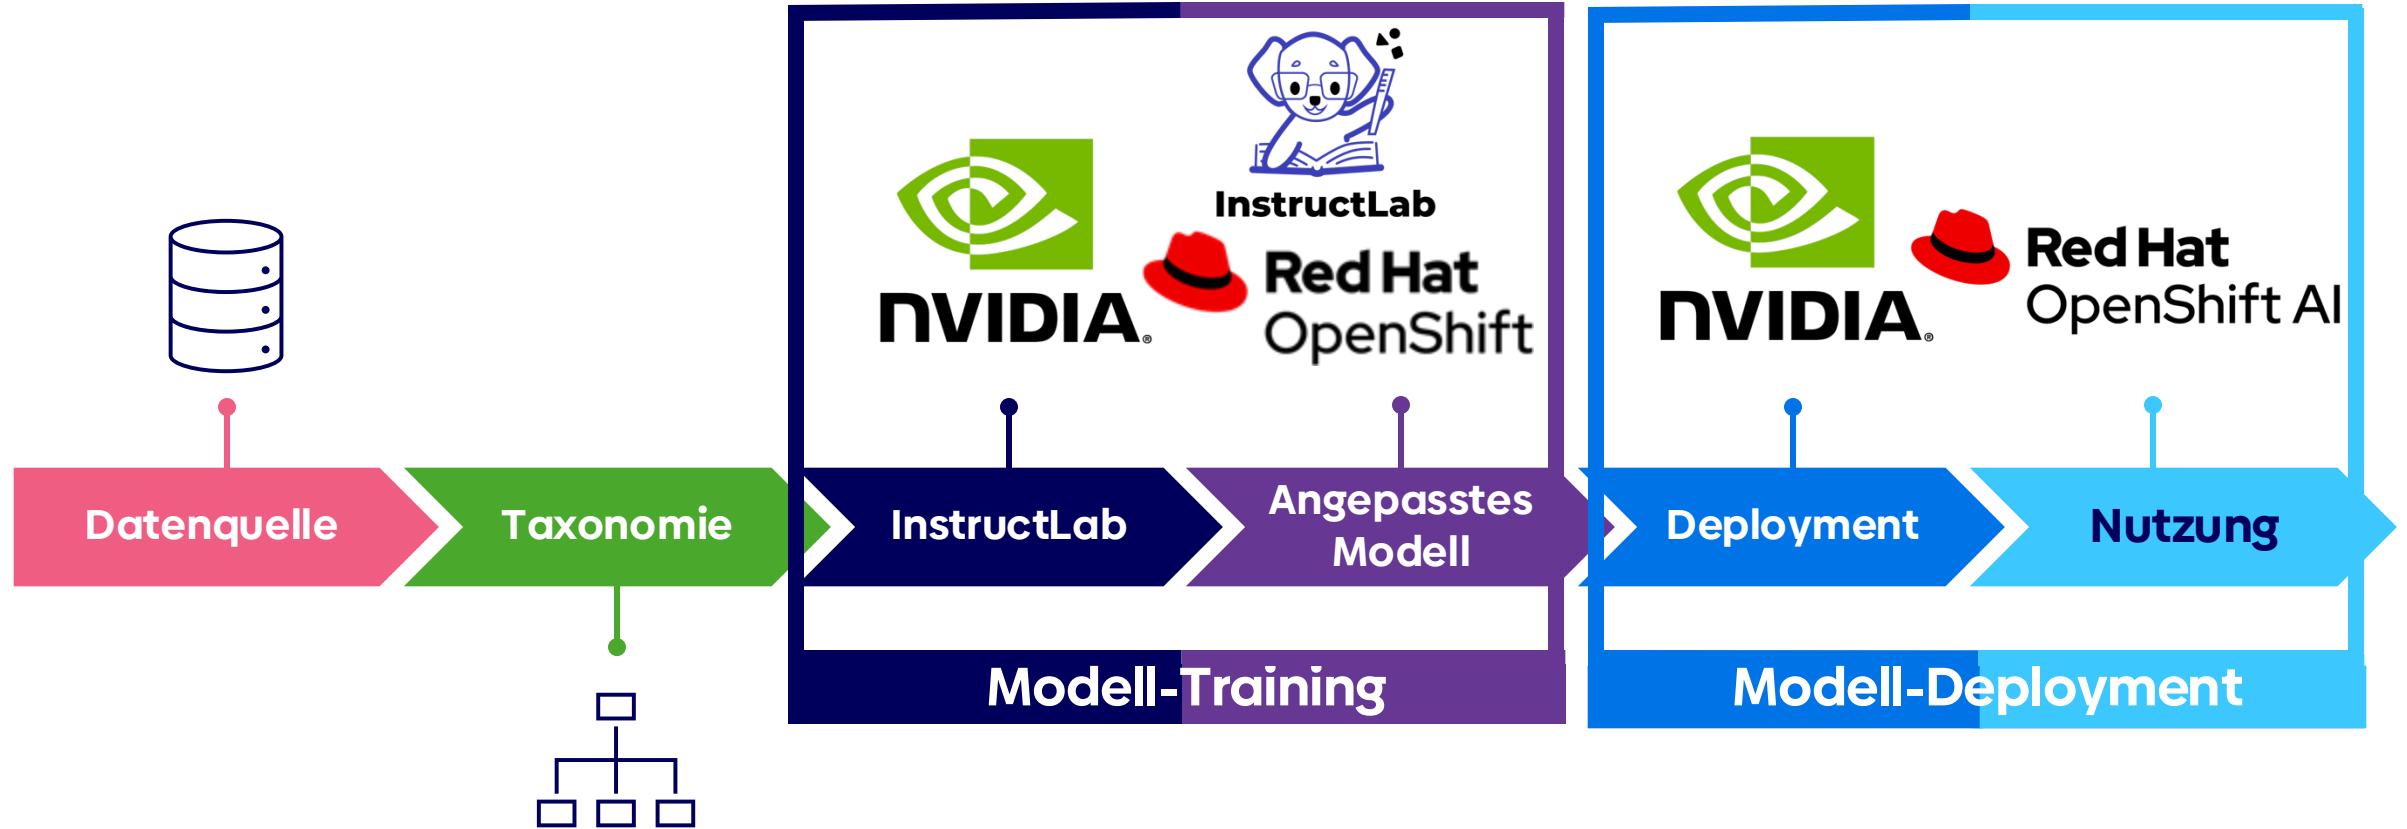 InstructLab
NVIDIA®
Red Hat
OpenShift
NVIDIA®
Red Hat
OpenShift AI
Datenquelle
Taxonomie
InstructLab
Angepasstes
Modell
Deployment
Nutzung
Modell-Training
Modell-Deployment